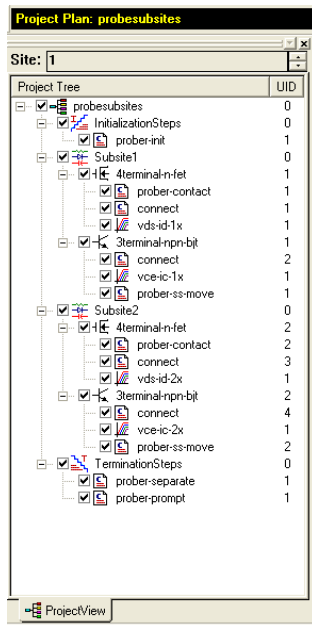 Project Plan: probesubsites
Site: 1
Project Tree UID
probesubsites 0
InitializationSteps 0
prober-init 1
Subsite1 0
4terminal-n-fet 1
prober-contact 1
connect 1
vds-id-1x 1
3terminal-npn-bjt 1
connect 2
vce-ic-1x 1
prober-ss-move 1
Subsite2 0
4terminal-n-fet 2
prober-contact 2
connect 3
vds-id-2x 1
3terminal-npn-bjt 2
connect 4
vce-ic-2x 1
prober-ss-move 2
TerminationSteps 0
prober-separate 1
prober-prompt 1
ProjectView